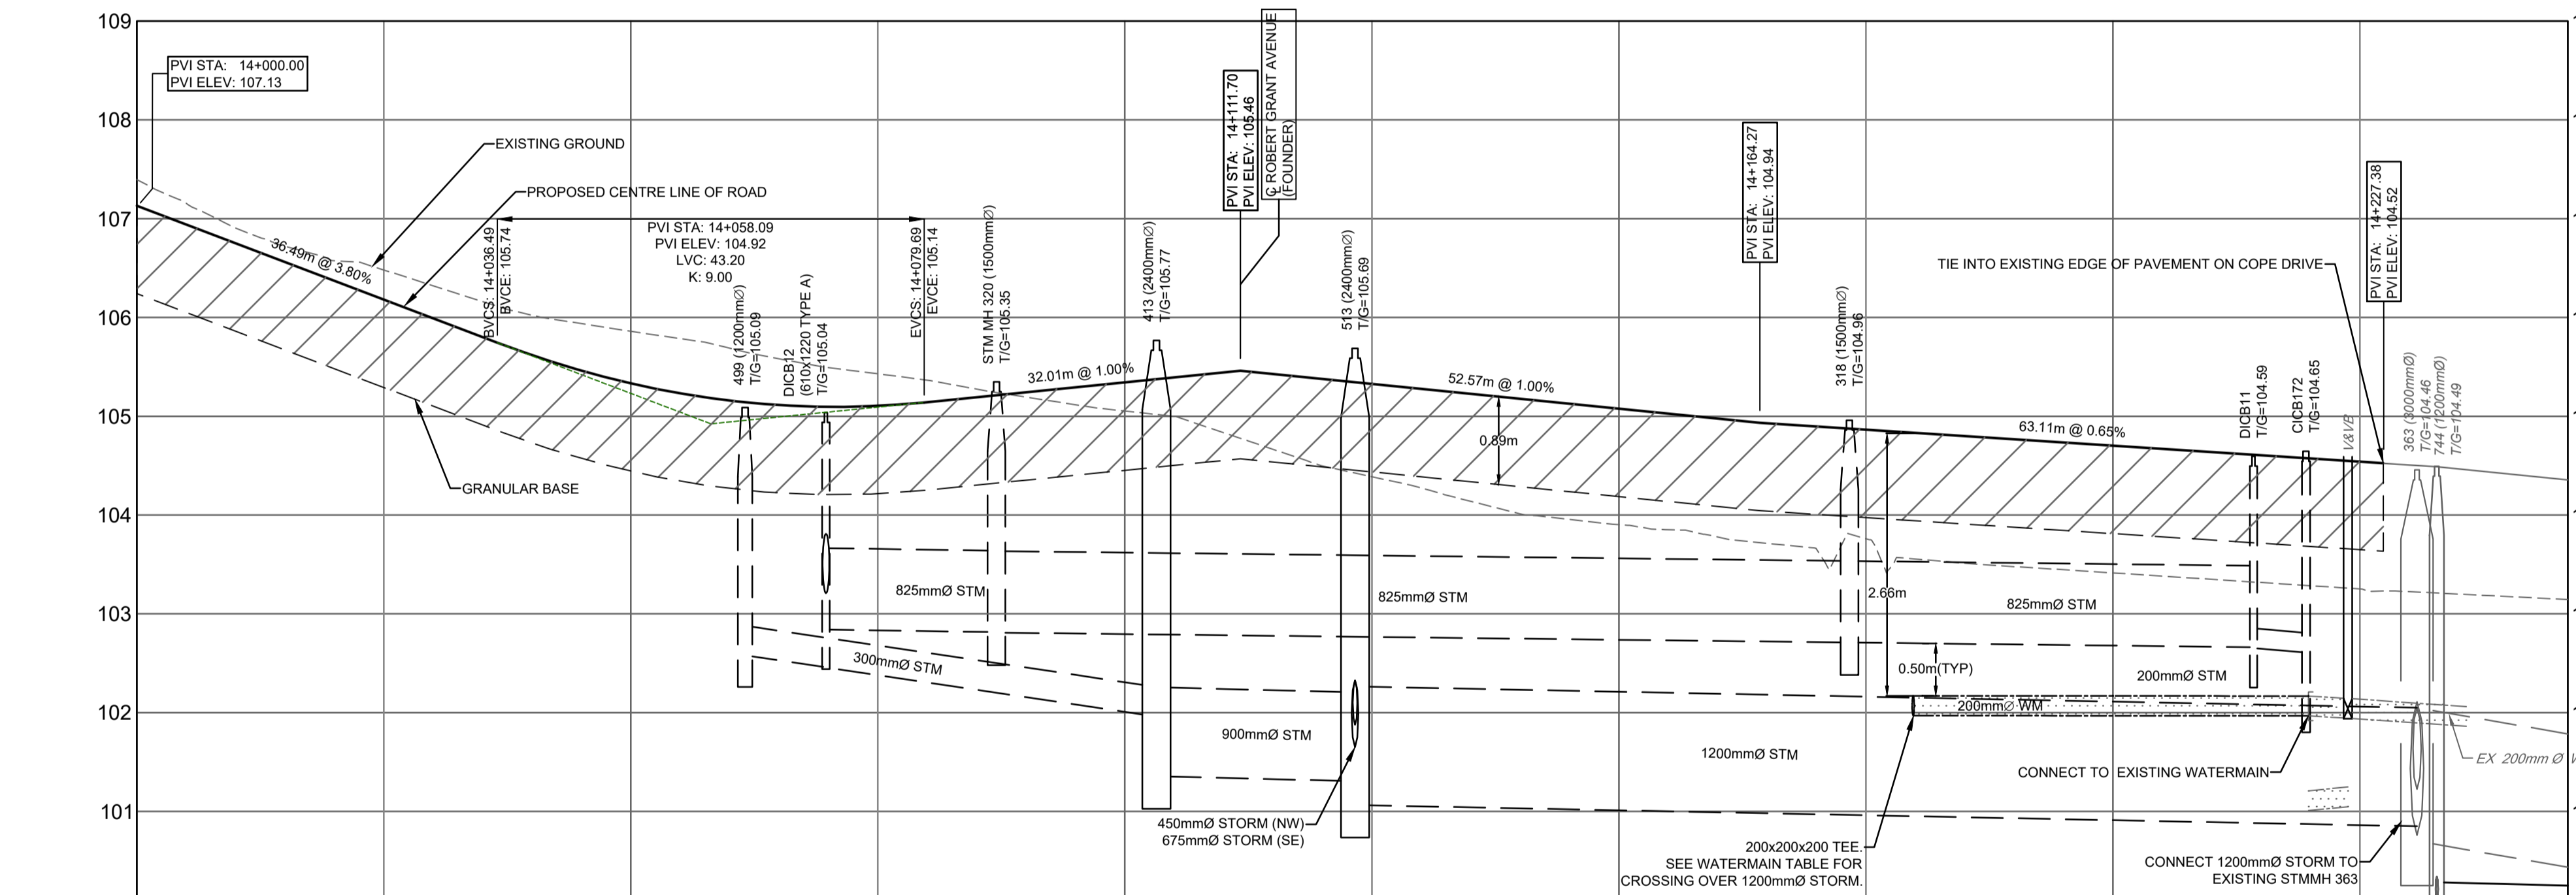 109
108
107
106
105
104
103
102
101
PVI STA: 14+000.00
PVI ELEV: 107.13
EXISTING GROUND
PROPOSED CENTRE LINE OF ROAD
36.49m @ 3.80%
BVCS: 14+036.49
BVCE: 105.74
PVI STA: 14+058.09
PVI ELEV: 104.92
LVC: 43.20
K: 9.00
EVCS: 14+079.69
EVCE: 105.14
499 (1200mmØ)
T/G=105.09
DICB12
(610x1220 TYPE A)
T/G=105.04
STM MH 320 (1500mmØ)
T/G=105.35
32.01m @ 1.00%
413 (2400mmØ)
T/G=105.77
PVI STA: 14+111.70
PVI ELEV: 105.46
℄ ROBERT GRANT AVENUE
(FOUNDER)
513 (2400mmØ)
T/G=105.69
52.57m @ 1.00%
0.89m
PVI STA: 14+164.27
PVI ELEV: 104.94
318 (1500mmØ)
T/G=104.96
TIE INTO EXISTING EDGE OF PAVEMENT ON COPE DRIVE
63.11m @ 0.65%
PVI STA: 14+227.38
PVI ELEV: 104.52
DICB11
T/G=104.59
CICB172
T/G=104.65
V&VB
363 (3000mmØ)
T/G=104.46
744 (1200mmØ)
T/G=104.49
GRANULAR BASE
825mmØ STM
825mmØ STM
2.66m
825mmØ STM
300mmØ STM
0.50m(TYP)
200mmØ STM
200mmØ WM
900mmØ STM
1200mmØ STM
EX 200mm Ø
CONNECT TO EXISTING WATERMAIN
450mmØ STORM (NW)
675mmØ STORM (SE)
200x200x200 TEE.
SEE WATERMAIN TABLE FOR
CROSSING OVER 1200mmØ STORM.
CONNECT 1200mmØ STORM TO
EXISTING STMMH 363